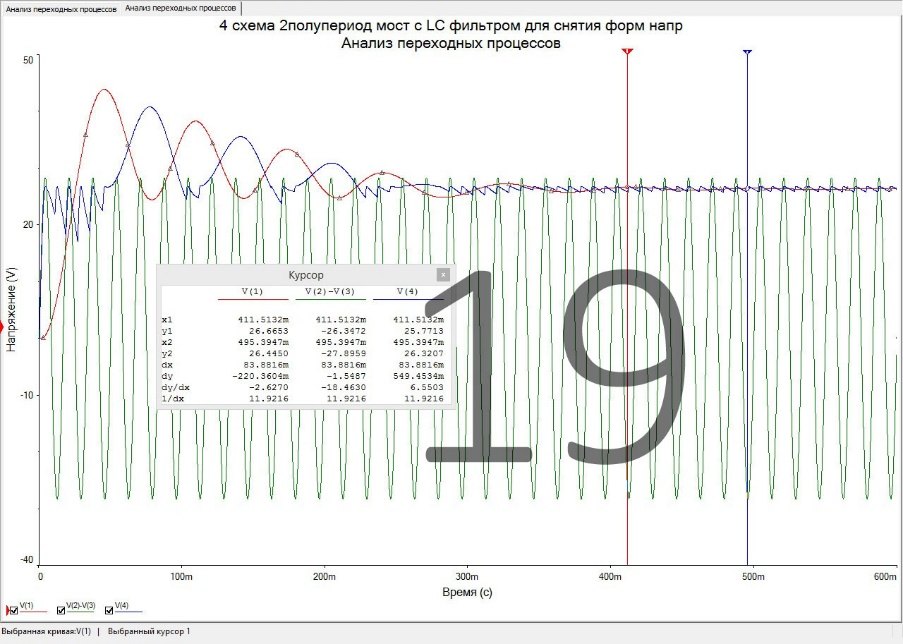 Анализ переходных процессов Анализ переходных процессов
4 схема 2полупериод мост с LC фильтром для снятия форм напр
Анализ переходных процессов
50
20
-10
-40
Напряжение (V)
Курсор x
V(1) V(2)-V(3) V(4)
x1 411.5132m 411.5132m 411.5132m
y1 26.6653 -26.3472 25.7713
x2 495.3947m 495.3947m 495.3947m
y2 26.4450 -27.8959 26.3207
dx 83.8816m 83.8816m 83.8816m
dy -220.3604m -1.5487 549.4534m
dy/dx -2.6270 -18.4630 6.5503
1/dx 11.9216 11.9216 11.9216
19
0 100m 200m 300m 400m 500m 600m
Время (с)
V(1) V(2)-V(3) V(4)
Выбранная кривая:V(1) | Выбранный курсор 1